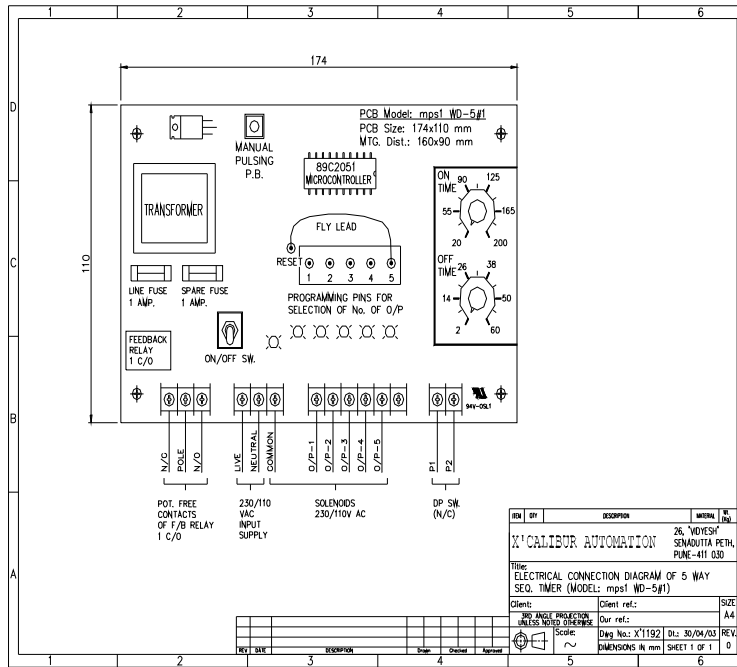 1 2 3 4 5 6
D
C
B
A
174
110
PCB Model: mps1 WD-5#1
PCB Size: 174x110 mm
MTG. Dist.: 160x90 mm
MANUAL
PULSING
P.B.
89C2051
MICROCONTROLLER
TRANSFORMER
FLY LEAD
RESET
1 2 3 4 5
PROGRAMMING PINS FOR
SELECTION OF No. OF O/P
ON
TIME
20 55 90 125 165 200
OFF
TIME
2 14 26 38 50 60
LINE FUSE
1 AMP.
SPARE FUSE
1 AMP.
FEEDBACK
RELAY
1 C/O
ON/OFF SW.
94V-0SL1
N/C
POLE
N/O
LIVE
NEUTRAL
COMMON
O/P-1
O/P-2
O/P-3
O/P-4
O/P-5
P1
P2
POT. FREE
CONTACTS
OF F/B RELAY
1 C/O
230/110
VAC
INPUT
SUPPLY
SOLENOIDS
230/110V AC
DP SW.
(N/C)
ITEM QTY DESCRIPTION MATERIAL Wt. (Kg)
X'CALIBUR AUTOMATION
26, "VIDYESH"
SENADUTTA PETH,
PUNE-411 030
Title:
ELECTRICAL CONNECTION DIAGRAM OF 5 WAY
SEQ. TIMER (MODEL: mps1 WD-5#1)
Client: Client ref.: SIZE
3RD ANGLE PROJECTION
UNLESS NOTED OTHERWISE
Our ref.: A4
Scale: ~
Dwg No.: X'1192 Dt.: 30/04/03 REV.
DIMENSIONS IN mm SHEET 1 OF 1 0
REV DATE DESCRIPTION Drawn Checked Approved
1 2 3 4 5 6